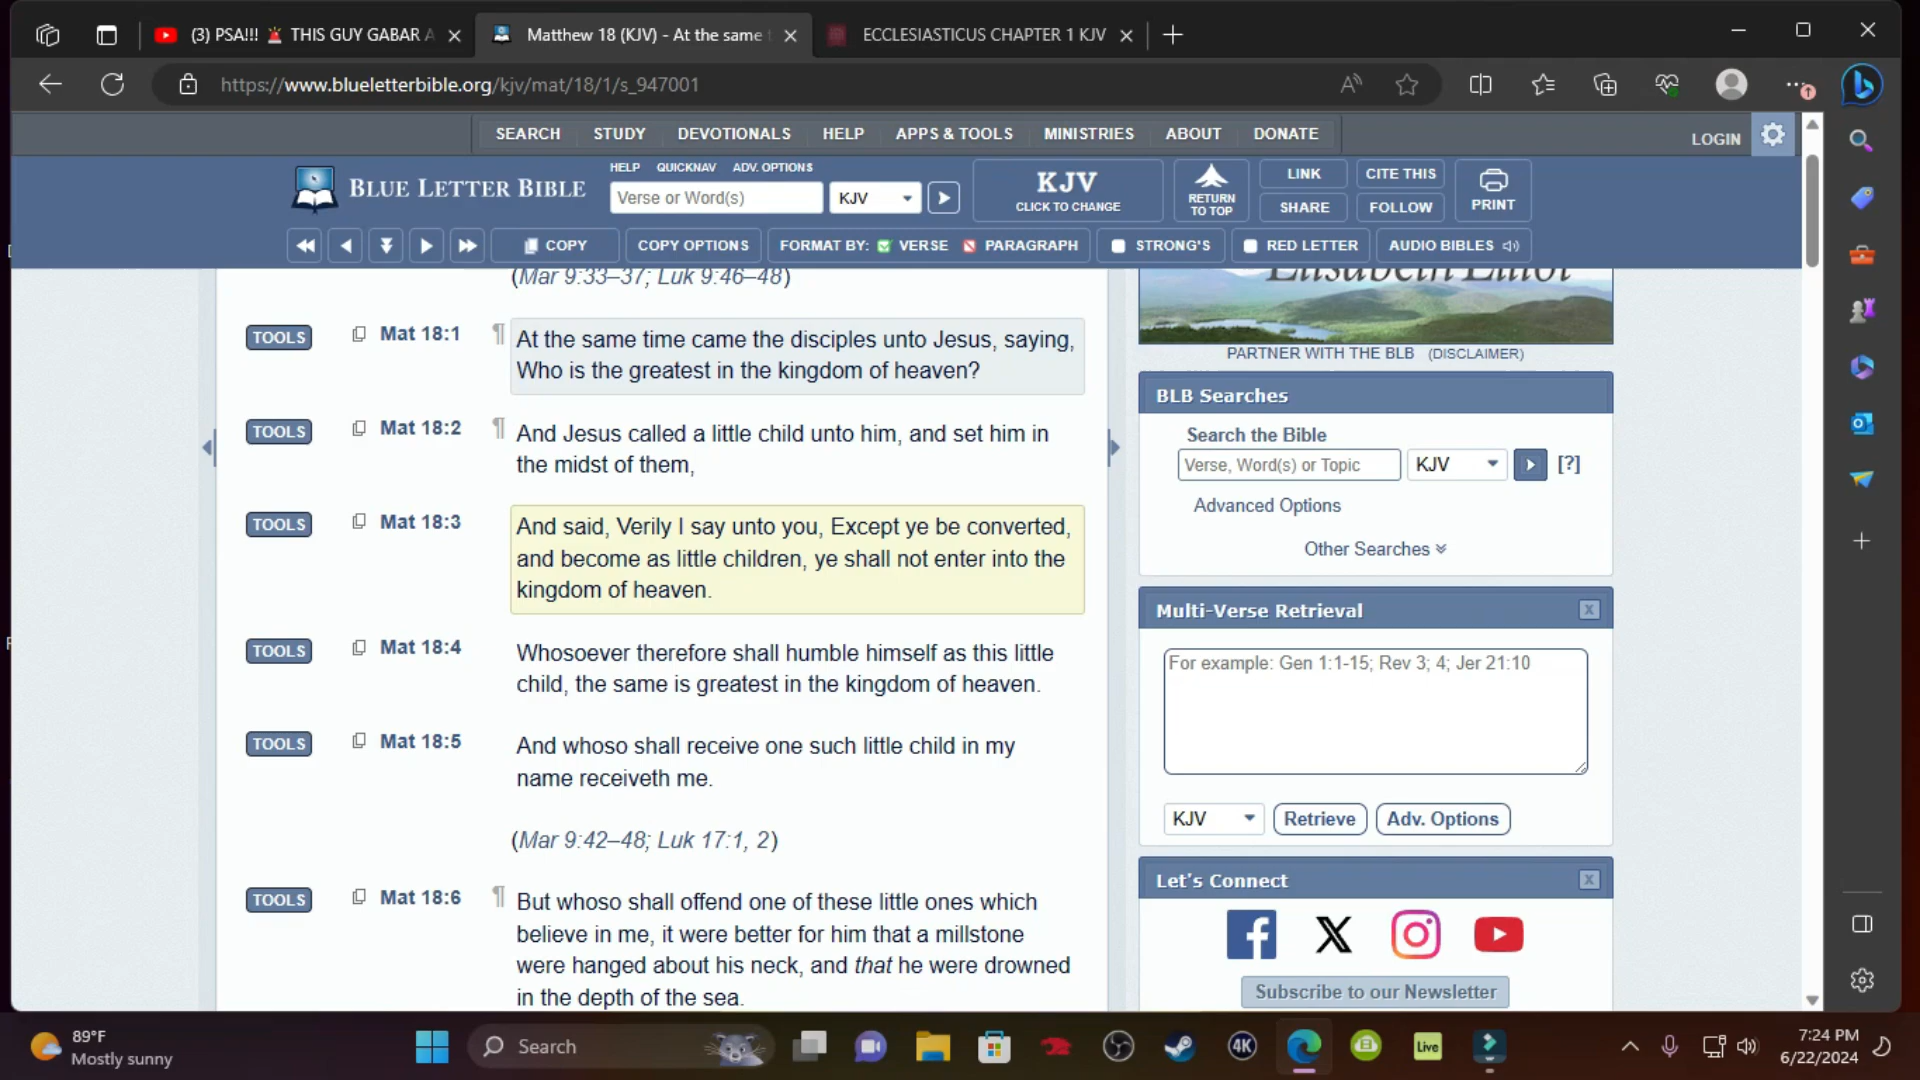 (3) PSA!!! 🚨 THIS GUY GABAR A
Matthew 18 (KJV) - At the same
ECCLESIASTICUS CHAPTER 1 KJV
https://www.blueletterbible.org/kjv/mat/18/1/s_947001
SEARCH STUDY DEVOTIONALS HELP APPS & TOOLS MINISTRIES ABOUT DONATE
LOGIN
BLUE LETTER BIBLE
HELP QUICKNAV ADV. OPTIONS
Verse or Word(s)
KJV
KJV
CLICK TO CHANGE
RETURN
TO TOP
LINK
CITE THIS
SHARE
FOLLOW
PRINT
COPY
COPY OPTIONS
FORMAT BY: VERSE PARAGRAPH
STRONG'S
RED LETTER
AUDIO BIBLES
(Mar 9:33–37; Luk 9:46–48)
TOOLS Mat 18:1 ¶ At the same time came the disciples unto Jesus, saying,
Who is the greatest in the kingdom of heaven?
TOOLS Mat 18:2 ¶ And Jesus called a little child unto him, and set him in
the midst of them,
TOOLS Mat 18:3 And said, Verily I say unto you, Except ye be converted,
and become as little children, ye shall not enter into the
kingdom of heaven.
TOOLS Mat 18:4 Whosoever therefore shall humble himself as this little
child, the same is greatest in the kingdom of heaven.
TOOLS Mat 18:5 And whoso shall receive one such little child in my
name receiveth me.
(Mar 9:42–48; Luk 17:1, 2)
TOOLS Mat 18:6 ¶ But whoso shall offend one of these little ones which
believe in me, it were better for him that a millstone
were hanged about his neck, and that he were drowned
in the depth of the sea.
Elisabeth Elliot
PARTNER WITH THE BLB (DISCLAIMER)
BLB Searches
Search the Bible
Verse, Word(s) or Topic
KJV
[?]
Advanced Options
Other Searches
Multi-Verse Retrieval
x
For example: Gen 1:1-15; Rev 3; 4; Jer 21:10
KJV
Retrieve
Adv. Options
Let's Connect
x
Subscribe to our Newsletter
89°F
Mostly sunny
Search
4K
Live
7:24 PM
6/22/2024